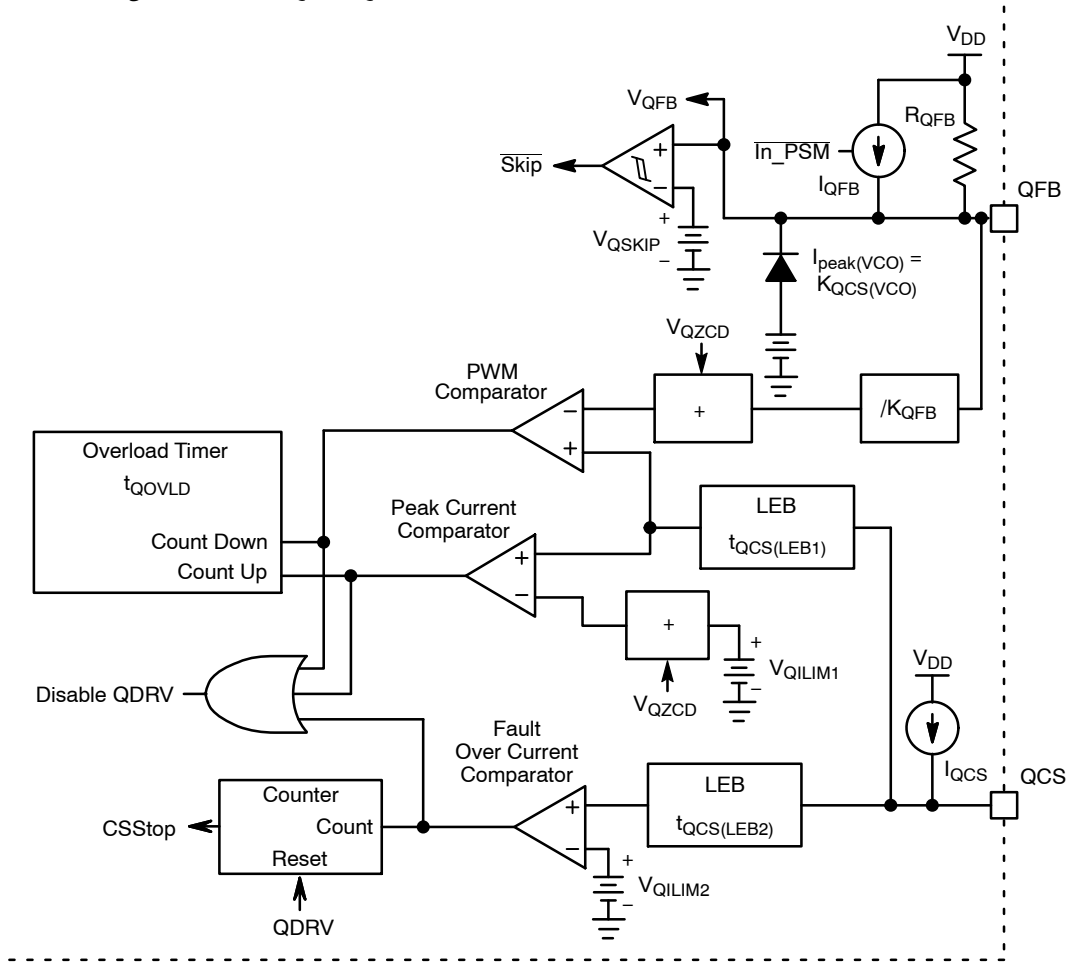 V_DD
V_QFB
R_QFB
Skip
In_PSM
I_QFB
QFB
+
−
+
V_QSKIP
−
I_peak(VCO) =
K_QCS(VCO)
V_QZCD
PWM
Comparator
−
+
+
/K_QFB
Overload Timer
t_QOVLD
Count Down
Count Up
Peak Current
Comparator
+
−
LEB
t_QCS(LEB1)
+
+
V_QILIM1
−
V_QZCD
V_DD
Disable QDRV
Fault
Over Current
Comparator
I_QCS
QCS
Counter
Count
Reset
CSStop
+
−
LEB
t_QCS(LEB2)
+
V_QILIM2
−
QDRV